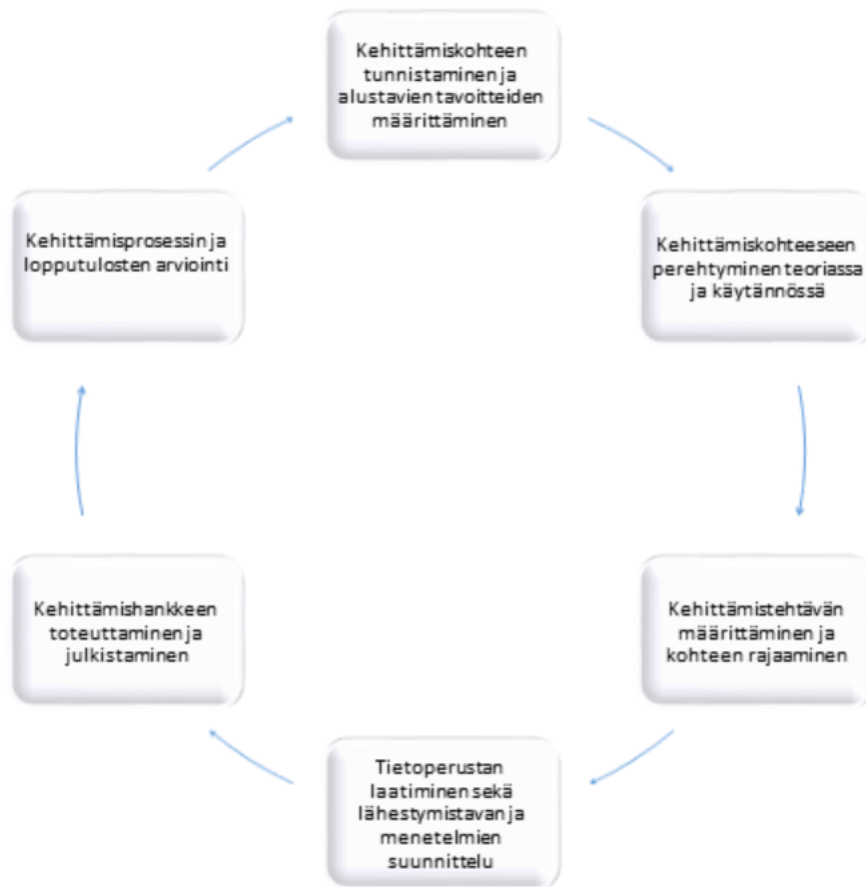 Kehittämiskohteen
tunnistaminen ja
alustavien tavoitteiden
määrittäminen
Kehittämiskohteeseen
perehtyminen teoriassa
ja käytännössä
Kehittämistehtävän
määrittäminen ja
kohteen rajaaminen
Tietoperustan
laatiminen sekä
lähestymistavan ja
menetelmien
suunnittelu
Kehittämishankkeen
toteuttaminen ja
julkistaminen
Kehittämisprosessin ja
lopputulosten arviointi